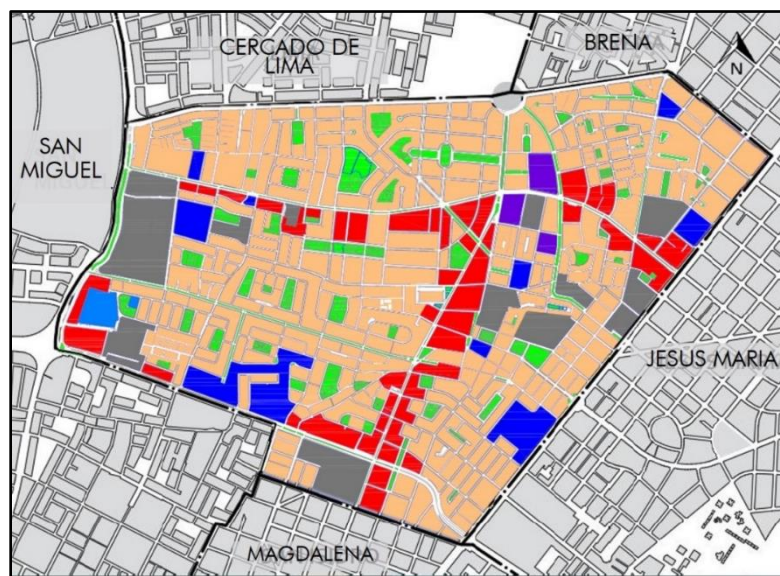 CERCADO DE
LIMA
BREÑA
N
SAN
MIGUEL
JESUS MARIA
MAGDALENA